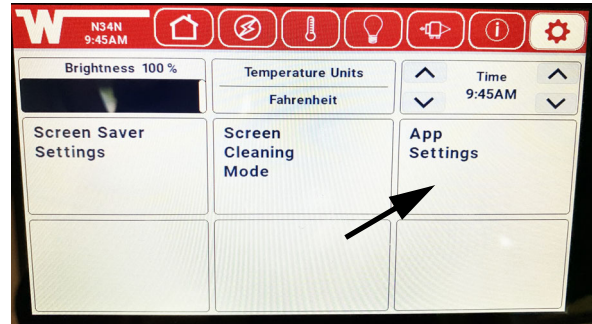 W
N34N
9:45AM
Brightness 100 %
Temperature Units
Fahrenheit
Time
9:45AM
Screen Saver
Settings
Screen
Cleaning
Mode
App
Settings